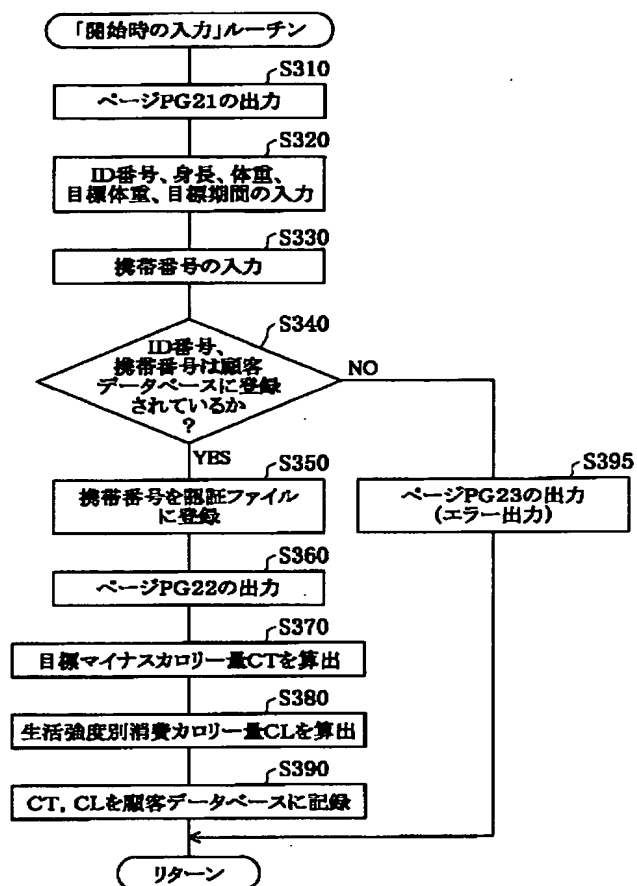 「開始時の入力」ルーチン
S310
ページPG21の出力
S320
ID番号、身長、体重、
目標体重、目標期間の入力
S330
携帯番号の入力
S340
ID番号、
携帯番号は顧客
データベースに登録
されているか
?
NO
YES
S350
携帯番号を認証ファイル
に登録
S395
ページPG23の出力
(エラー出力)
S360
ページPG22の出力
S370
目標マイナスカロリー量CTを算出
S380
生活強度別消費カロリー量CLを算出
S390
CT, CLを顧客データベースに記録
リターン